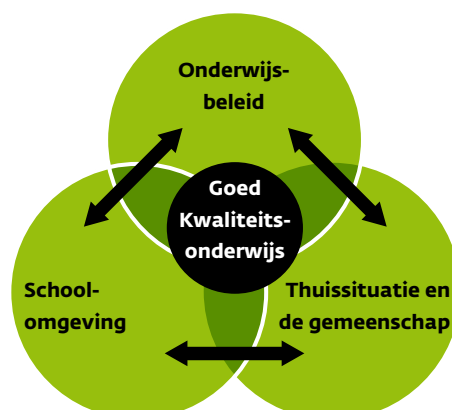 Onderwijs-
beleid
Goed
Kwaliteits-
onderwijs
School-
omgeving
Thuissituatie en
de gemeenschap